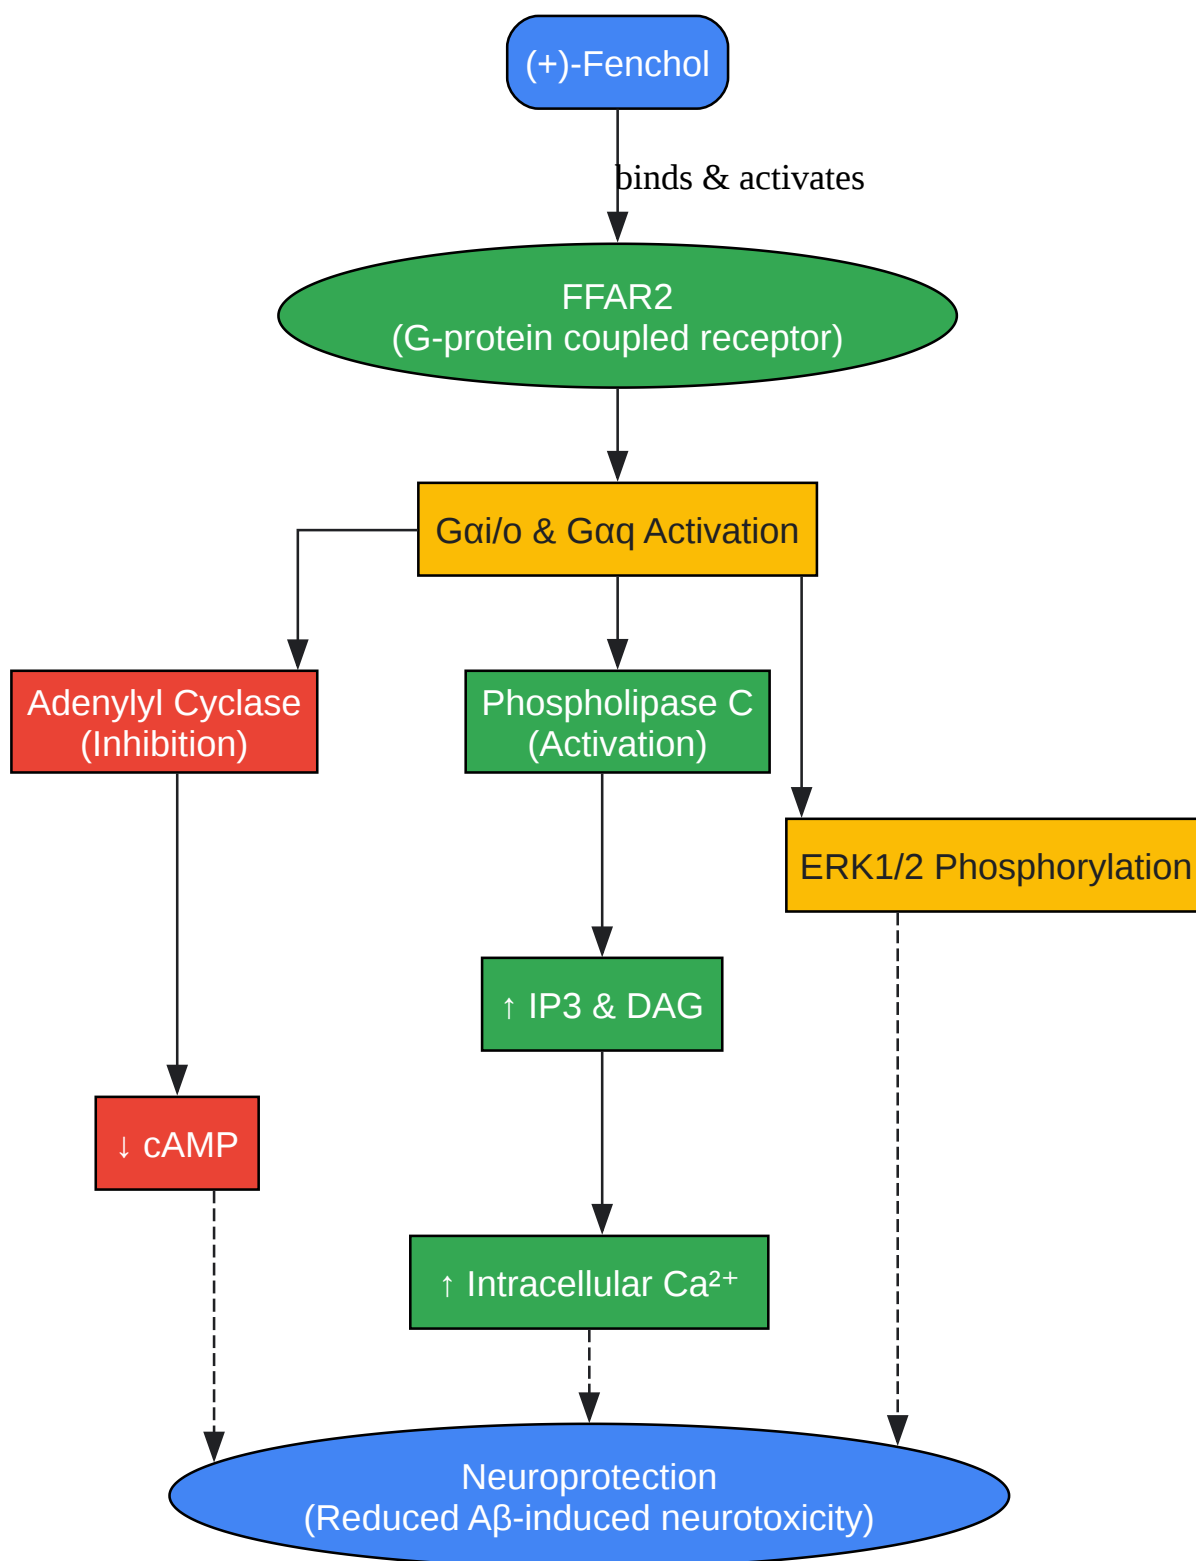 (+)-Fenchol
binds & activates
FFAR2
(G-protein coupled receptor)
Gαi/o & Gαq Activation
Adenylyl Cyclase
(Inhibition)
Phospholipase C
(Activation)
ERK1/2 Phosphorylation
↑ IP3 & DAG
↓ cAMP
↑ Intracellular Ca²⁺
Neuroprotection
(Reduced Aβ-induced neurotoxicity)